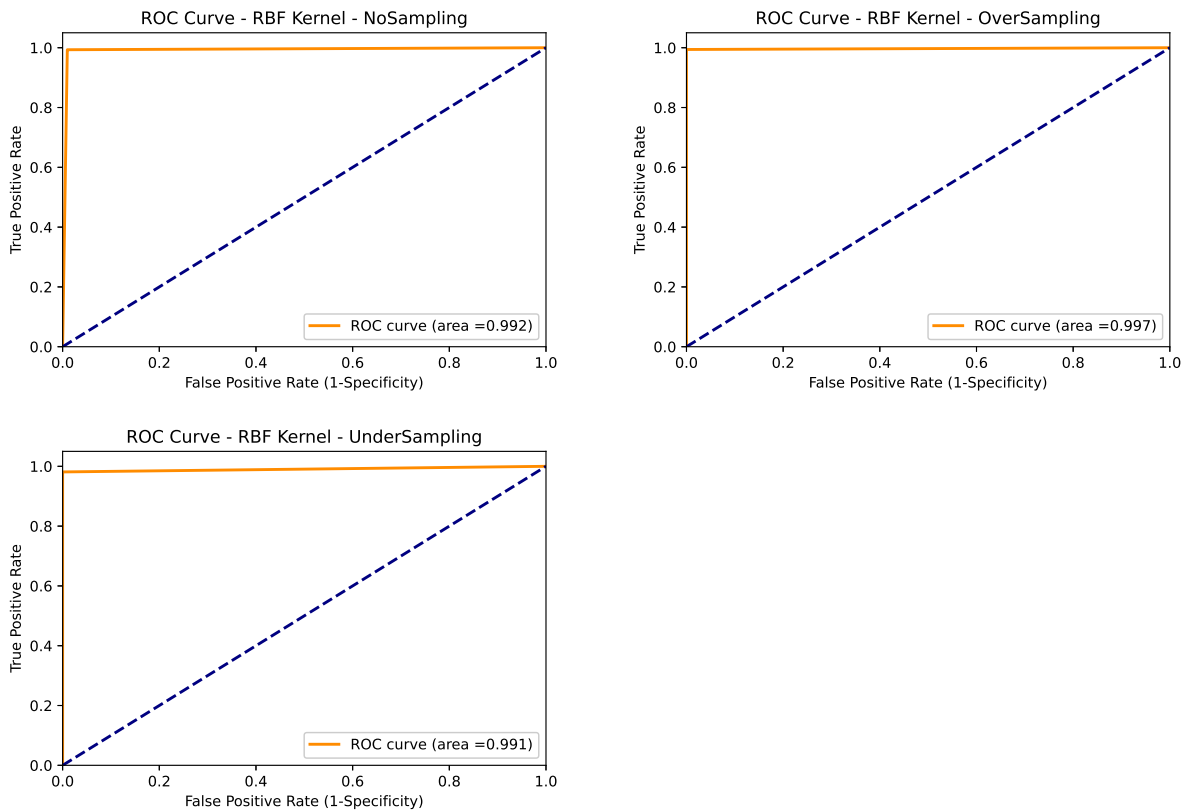 ROC Curve - RBF Kernel - NoSampling
True Positive Rate
1.0
0.8
0.6
0.4
0.2
0.0
ROC curve (area =0.992)
0.0 0.2 0.4 0.6 0.8 1.0
False Positive Rate (1-Specificity)
ROC Curve - RBF Kernel - OverSampling
True Positive Rate
1.0
0.8
0.6
0.4
0.2
0.0
ROC curve (area =0.997)
0.0 0.2 0.4 0.6 0.8 1.0
False Positive Rate (1-Specificity)
ROC Curve - RBF Kernel - UnderSampling
True Positive Rate
1.0
0.8
0.6
0.4
0.2
0.0
ROC curve (area =0.991)
0.0 0.2 0.4 0.6 0.8 1.0
False Positive Rate (1-Specificity)